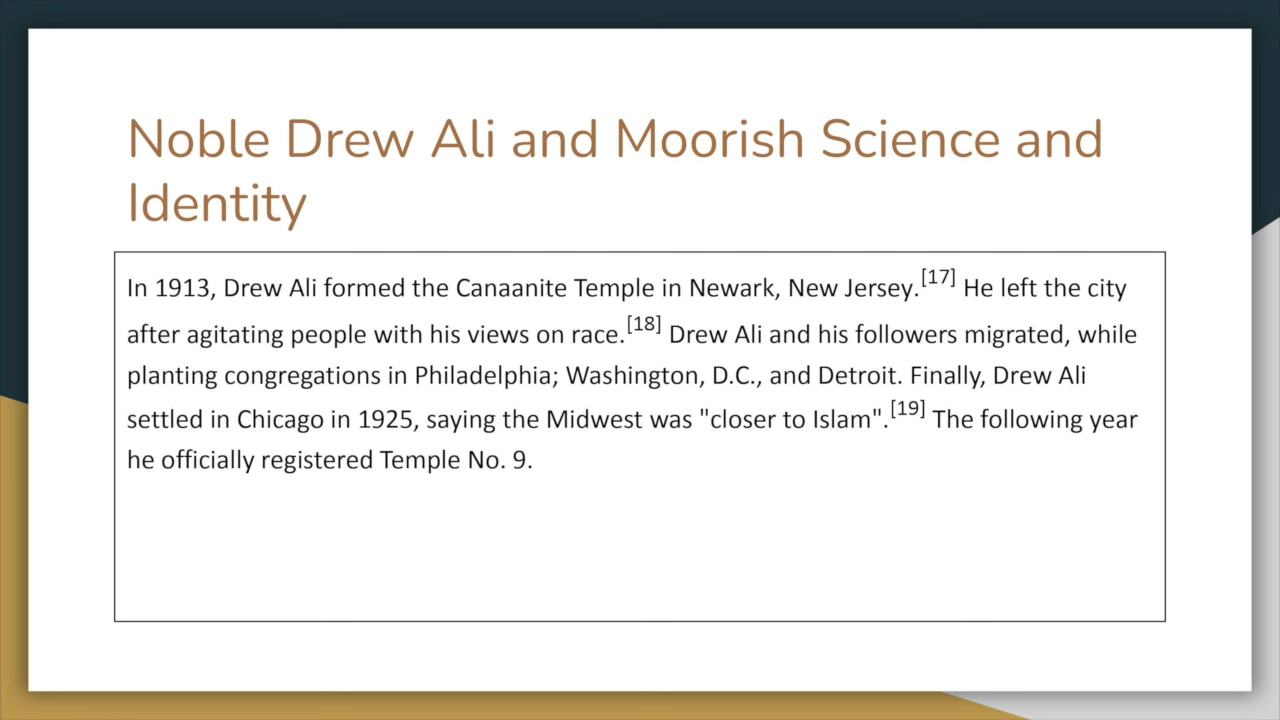 Noble Drew Ali and Moorish Science and
Identity
In 1913, Drew Ali formed the Canaanite Temple in Newark, New Jersey.[17] He left the city
after agitating people with his views on race.[18] Drew Ali and his followers migrated, while
planting congregations in Philadelphia; Washington, D.C., and Detroit. Finally, Drew Ali
settled in Chicago in 1925, saying the Midwest was "closer to Islam".[19] The following year
he officially registered Temple No. 9.